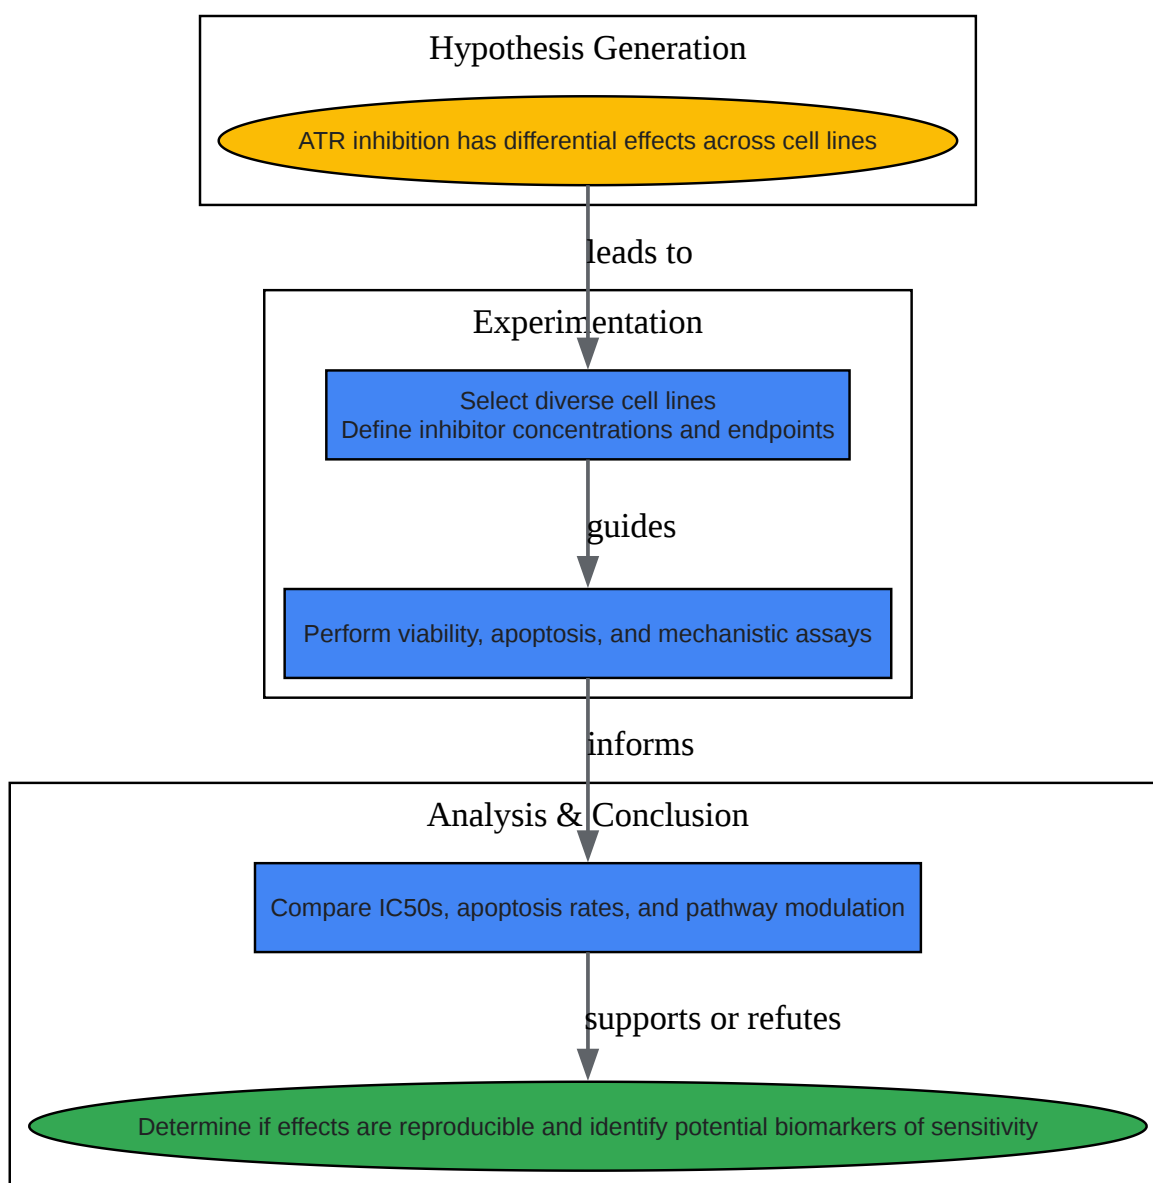 Hypothesis Generation
ATR inhibition has differential effects across cell lines
leads to
Experimentation
Select diverse cell lines
Define inhibitor concentrations and endpoints
guides
Perform viability, apoptosis, and mechanistic assays
informs
Analysis & Conclusion
Compare IC50s, apoptosis rates, and pathway modulation
supports or refutes
Determine if effects are reproducible and identify potential biomarkers of sensitivity